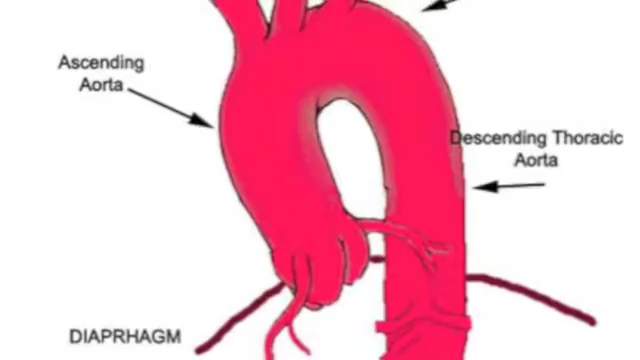 Ascending
Aorta
Descending Thoracic
Aorta
DIAPRHAGM